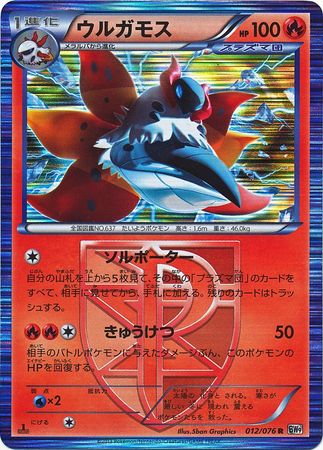 1進化 ウルガモス HP100
メラルバから進化 プラズマ団
全国図鑑NO.637 たいようポケモン 高さ:1.6m 重さ:46.0kg
ソルポーター
自分の山札を上から5枚見て、その中の「プラズマ団」のカードを
すべて、相手に見せてから、手札に加える。残りのカードはトラッ
シュする。
きゅうけつ 50
相手のバトルポケモンに与えたダメージぶん、このポケモンの
HPを回復する。
弱点 抵抗力
×2
にげる
Illus.5ban Graphics 012/076 R BW9